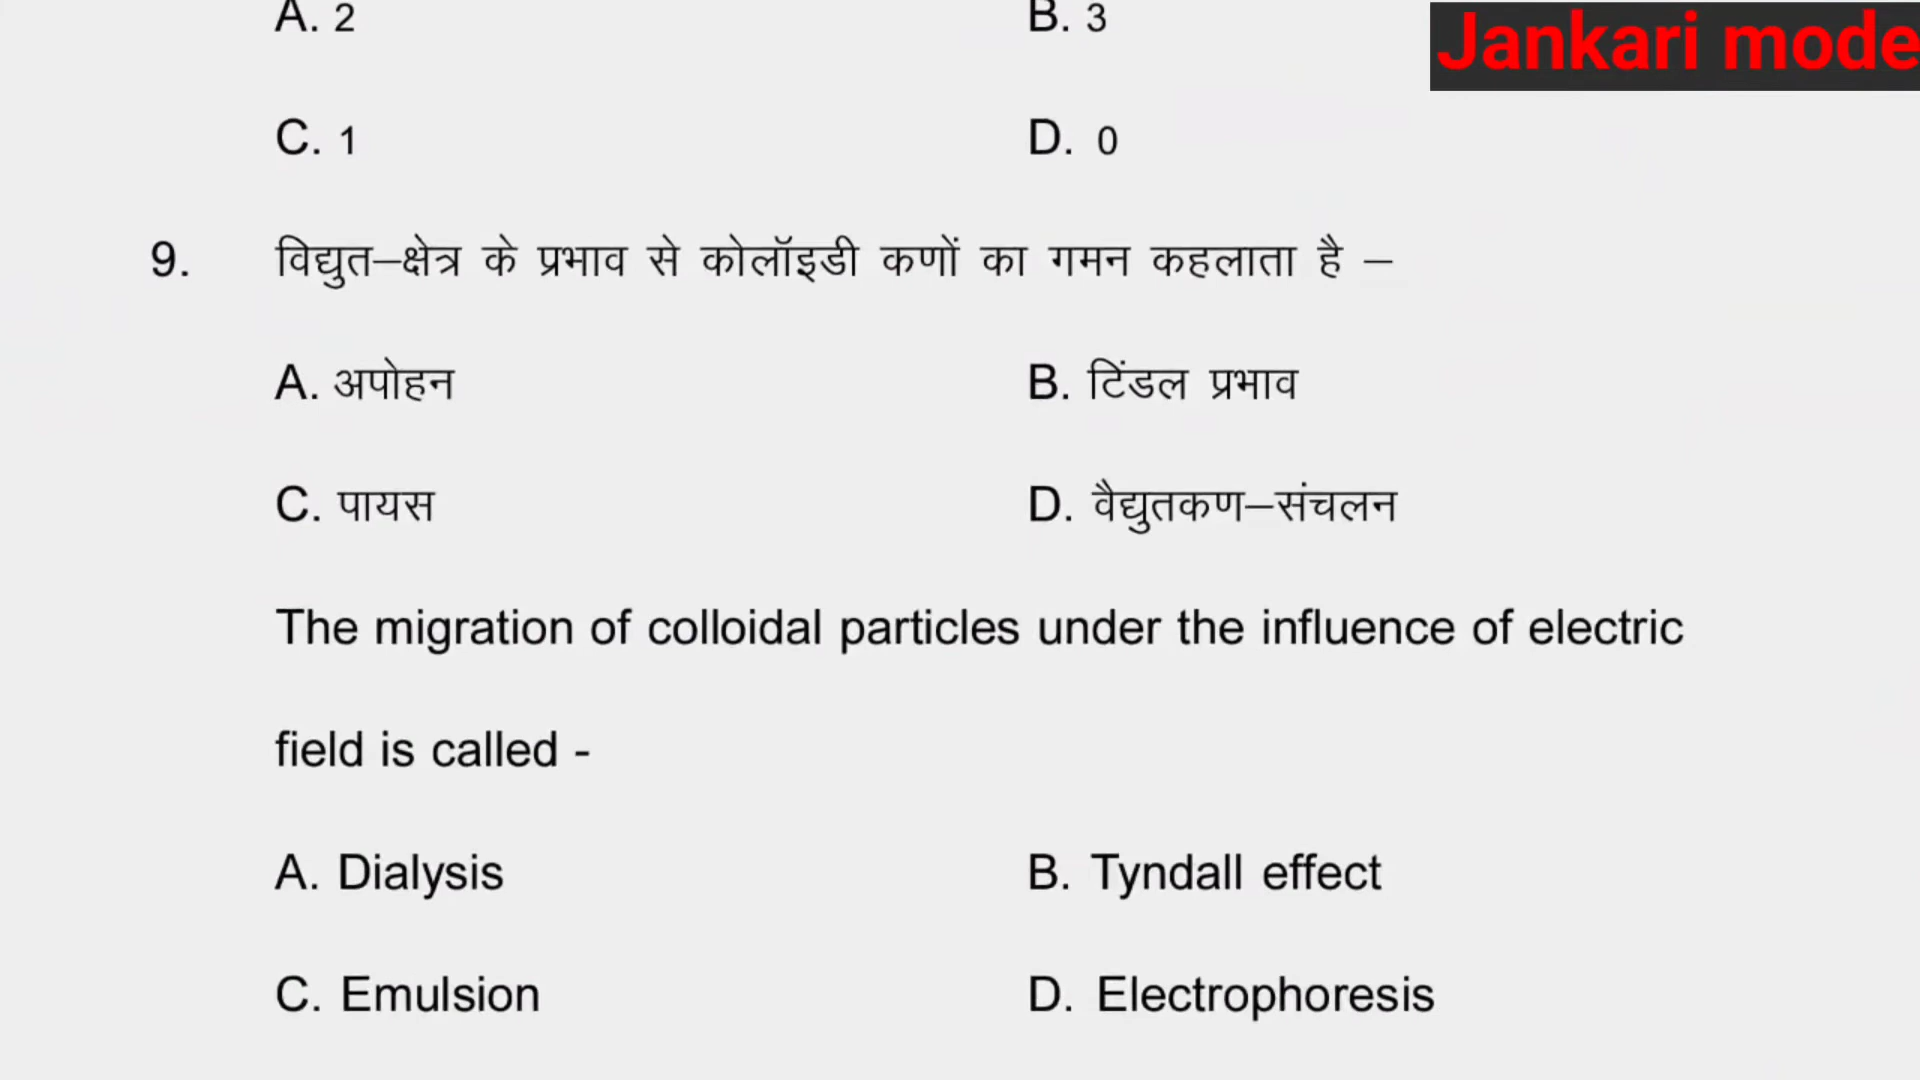 A. 2 B. 3
Jankari mode
C. 1 D. 0
9. विद्युत–क्षेत्र के प्रभाव से कोलॉइडी कणों का गमन कहलाता है –
A. अपोहन B. टिंडल प्रभाव
C. पायस D. वैद्युतकण–संचलन
The migration of colloidal particles under the influence of electric
field is called -
A. Dialysis B. Tyndall effect
C. Emulsion D. Electrophoresis